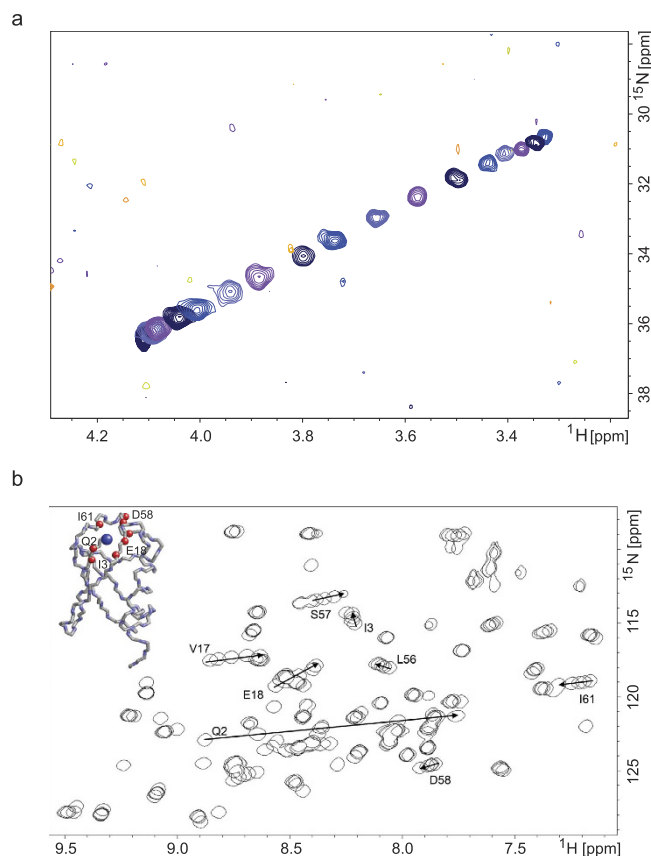 a
15N [ppm]
30
32
34
36
38
4.2 4.0 3.8 3.6 3.4 1H [ppm]
b
I61 D58
Q2 E18
I3
S57 I3
V17 L56
E18 I61
Q2
D58
15N [ppm]
115
120
125
9.5 9.0 8.5 8.0 7.5 1H [ppm]